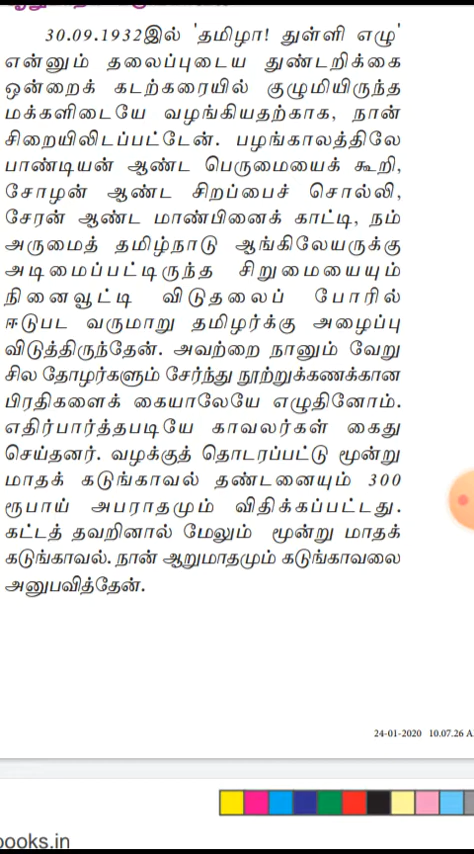 30.09.1932இல் 'தமிழா! துள்ளி எழு'
என்னும் தலைப்புடைய துண்டறிக்கை
ஒன்றைக் கடற்கரையில் குழுமியிருந்த
மக்களிடையே வழங்கியதற்காக, நான்
சிறையிலிடப்பட்டேன். பழங்காலத்திலே
பாண்டியன் ஆண்ட பெருமையைக் கூறி,
சோழன் ஆண்ட சிறப்பைச் சொல்லி,
சேரன் ஆண்ட மாண்பினைக் காட்டி, நம்
அருமைத் தமிழ்நாடு ஆங்கிலேயருக்கு
அடிமைப்பட்டிருந்த சிறுமையையும்
நினைவூட்டி விடுதலைப் போரில்
ஈடுபட வருமாறு தமிழர்க்கு அழைப்பு
விடுத்திருந்தேன். அவற்றை நானும் வேறு
சில தோழர்களும் சேர்ந்து நூற்றுக்கணக்கான
பிரதிகளைக் கையாலேயே எழுதினோம்.
எதிர்பார்த்தபடியே காவலர்கள் கைது
செய்தனர். வழக்குத் தொடரப்பட்டு மூன்று
மாதக் கடுங்காவல் தண்டனையும் 300
ரூபாய் அபராதமும் விதிக்கப்பட்டது.
கட்டத் தவறினால் மேலும் மூன்று மாதக்
கடுங்காவல். நான் ஆறுமாதமும் கடுங்காவலை
அனுபவித்தேன்.
24-01-2020 10.07.26 A
ooks.in